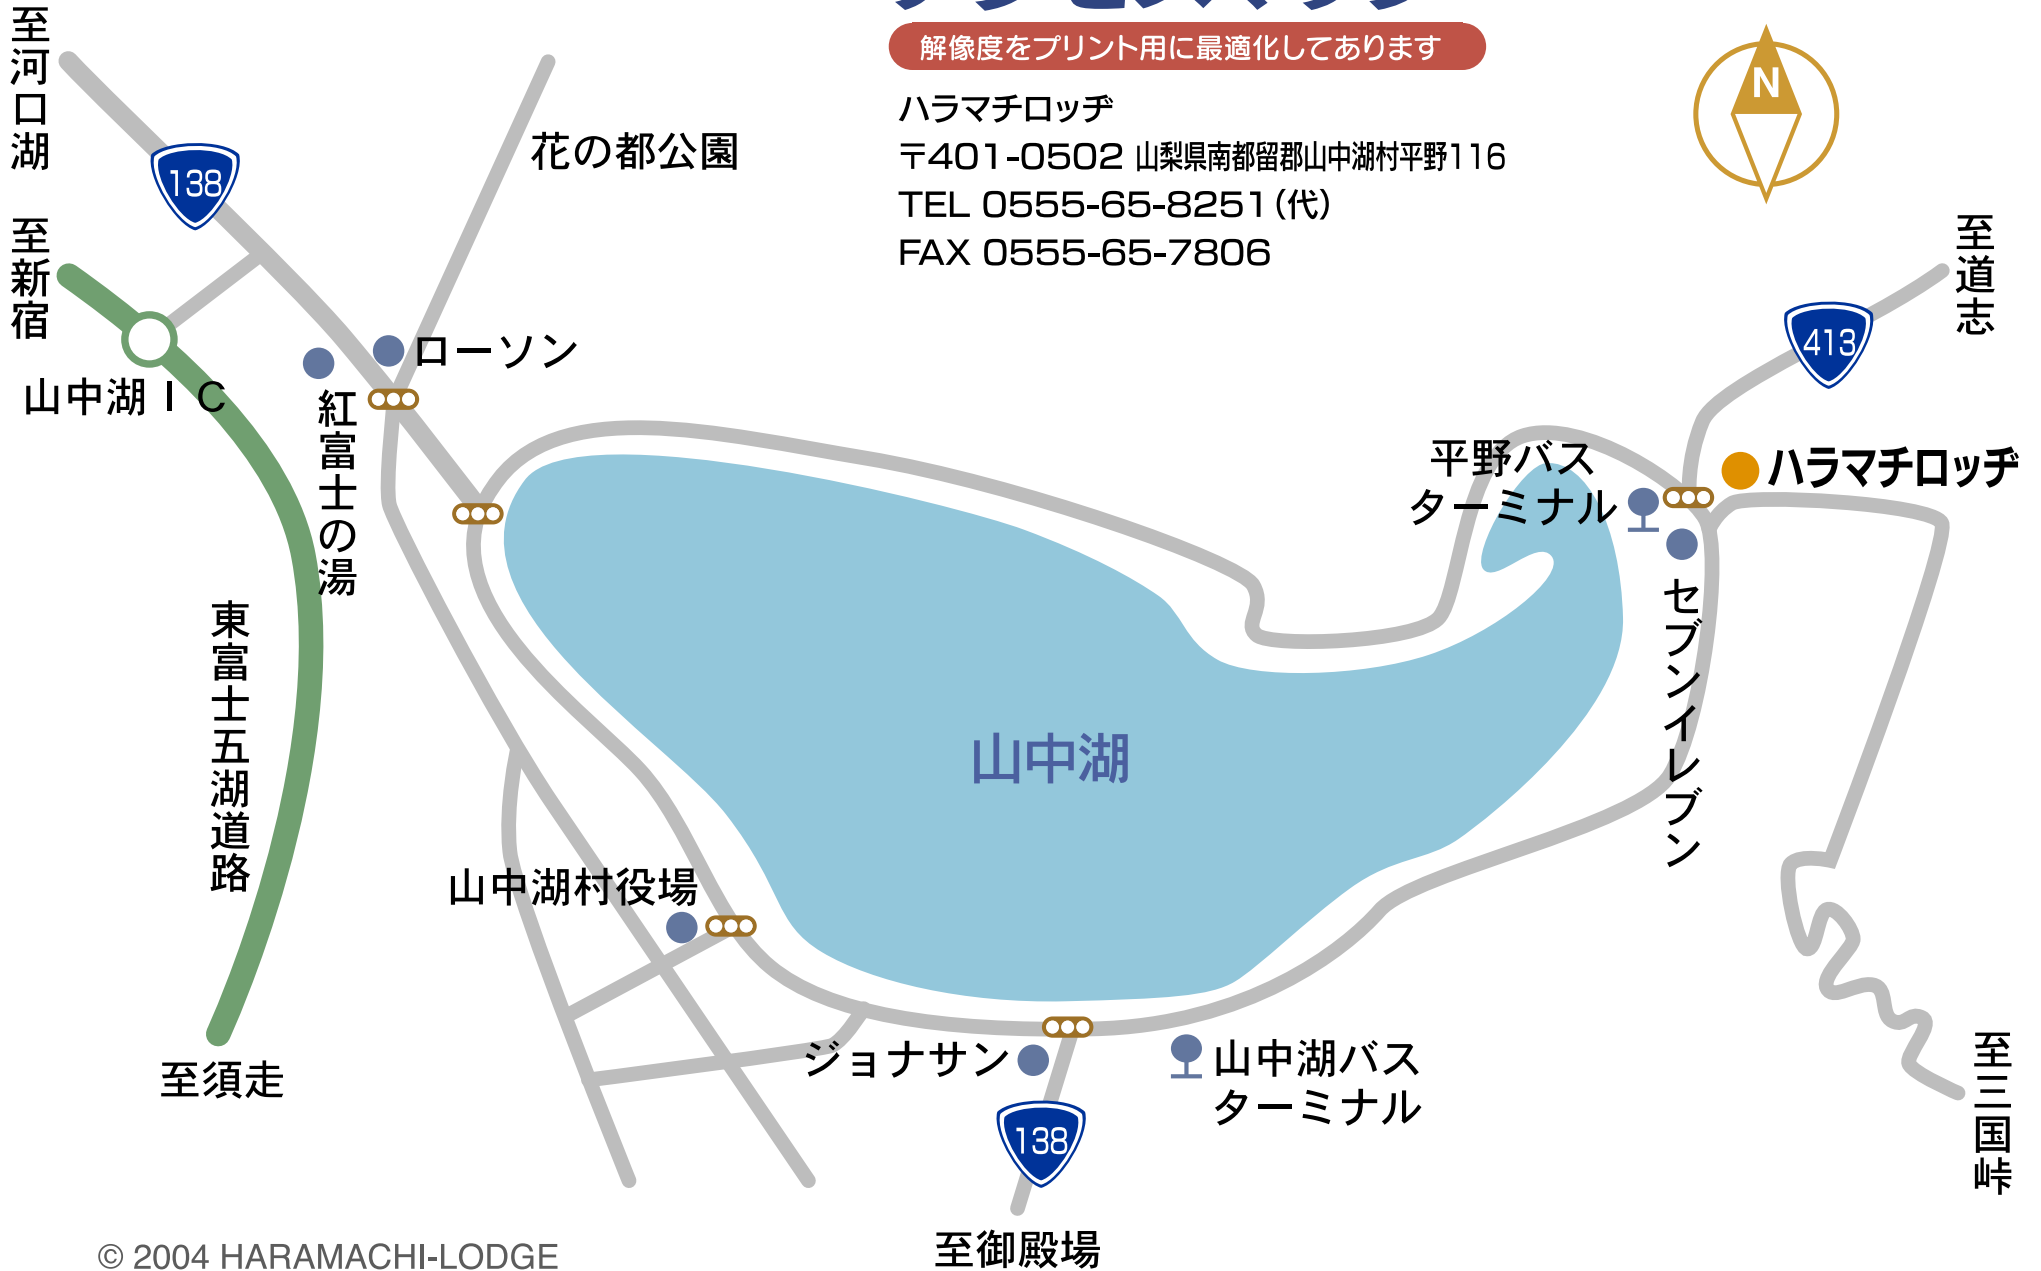 解像度をプリント用に最適化してあります
ハラマチロッヂ
〒401-0502 山梨県南都留郡山中湖村平野116
TEL 0555-65-8251(代)
FAX 0555-65-7806
N
至河口湖
138
花の都公園
至新宿
山中湖IC
ローソン
紅富士の湯
東富士五湖道路
至須走
至道志
413
平野バス
ターミナル
ハラマチロッヂ
セブンイレブン
山中湖
山中湖村役場
ジョナサン
山中湖バス
ターミナル
138
至御殿場
至三国峠
© 2004 HARAMACHI-LODGE